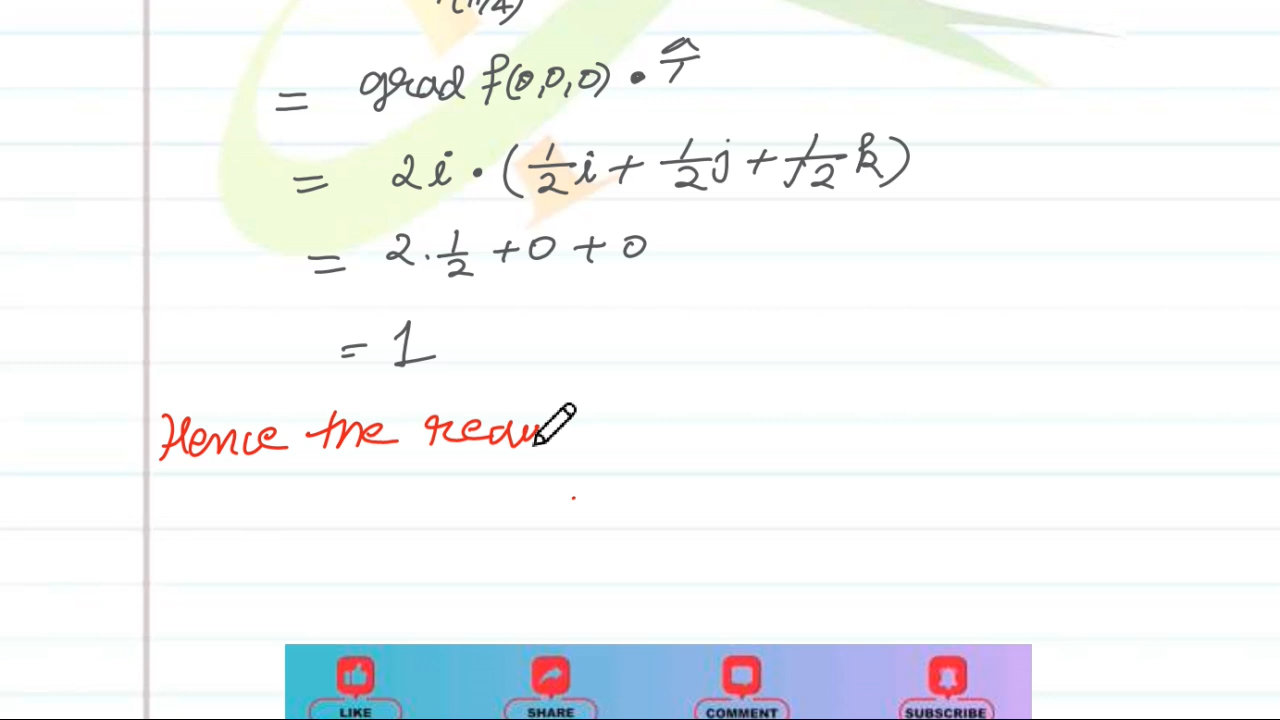 = grad f(0,0,0) •
= 2i • (1/2 i + 1/2 j + 1/√2 k)
= 2 . 1/2 + 0 + 0
= 1
Hence the requ
LIKE SHARE COMMENT SUBSCRIBE